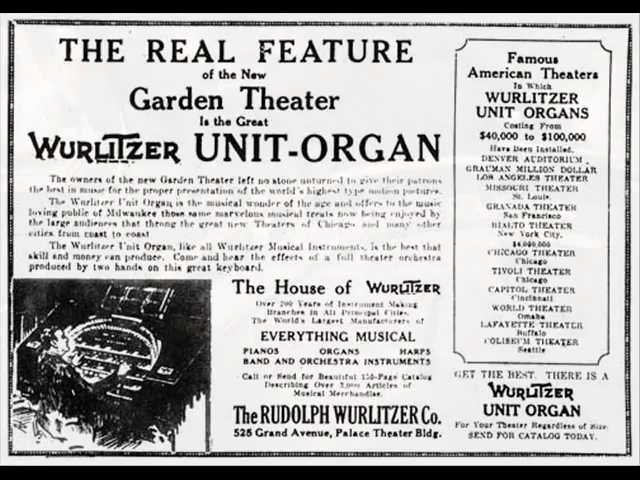 THE REAL FEATURE
of the New
Garden Theater
Is the Great
WURLITZER UNIT-ORGAN
The owners of the new Garden Theater left no stone unturned to give their patrons
the best in music for the proper presentation of the world's highest type motion pictures.
The Wurlitzer Unit Organ is the musical wonder of the age and offers to the music
loving public of Milwaukee those same marvelous musical treats now being enjoyed by
the large audiences that throng the great new Theaters of Chicago and many other
cities from coast to coast
The Wurlitzer Unit Organ, like all Wurlitzer Musical Instruments, is the best that
skill and money can produce. Come and hear the effects of a full theater orchestra
produced by two hands on this great keyboard.
The House of WURLITZER
Over 200 Years of Instrument Making
Branches in All Principal Cities.
The World's Largest Manufacturers of
EVERYTHING MUSICAL
PIANOS ORGANS HARPS
BAND AND ORCHESTRA INSTRUMENTS
Call or Send for Beautiful 150-Page Catalog
Describing Over Articles of
Musical Merchandise.
The RUDOLPH WURLITZER Co.
525 Grand Avenue, Palace Theater Bldg.
Famous
American Theaters
In Which
WURLITZER
UNIT ORGANS
Costing From
$40,000 to $100,000
Have Been Installed.
DENVER AUDITORIUM
GRAUMAN MILLION DOLLAR
LOS ANGELES THEATER
MISSOURI THEATER
St. Louis.
GRANADA THEATER
San Francisco
RIALTO THEATER
New York City.
$4,000,000
CHICAGO THEATER
Chicago
TIVOLI THEATER
Chicago
CAPITOL THEATER
Cincinnati
WORLD THEATER
Omaha
LAFAYETTE THEATER
Buffalo
COLISEUM THEATER
Seattle
GET THE BEST. THERE IS A
WURLITZER
UNIT ORGAN
For Your Theater Regardless of Size.
SEND FOR CATALOG TODAY.